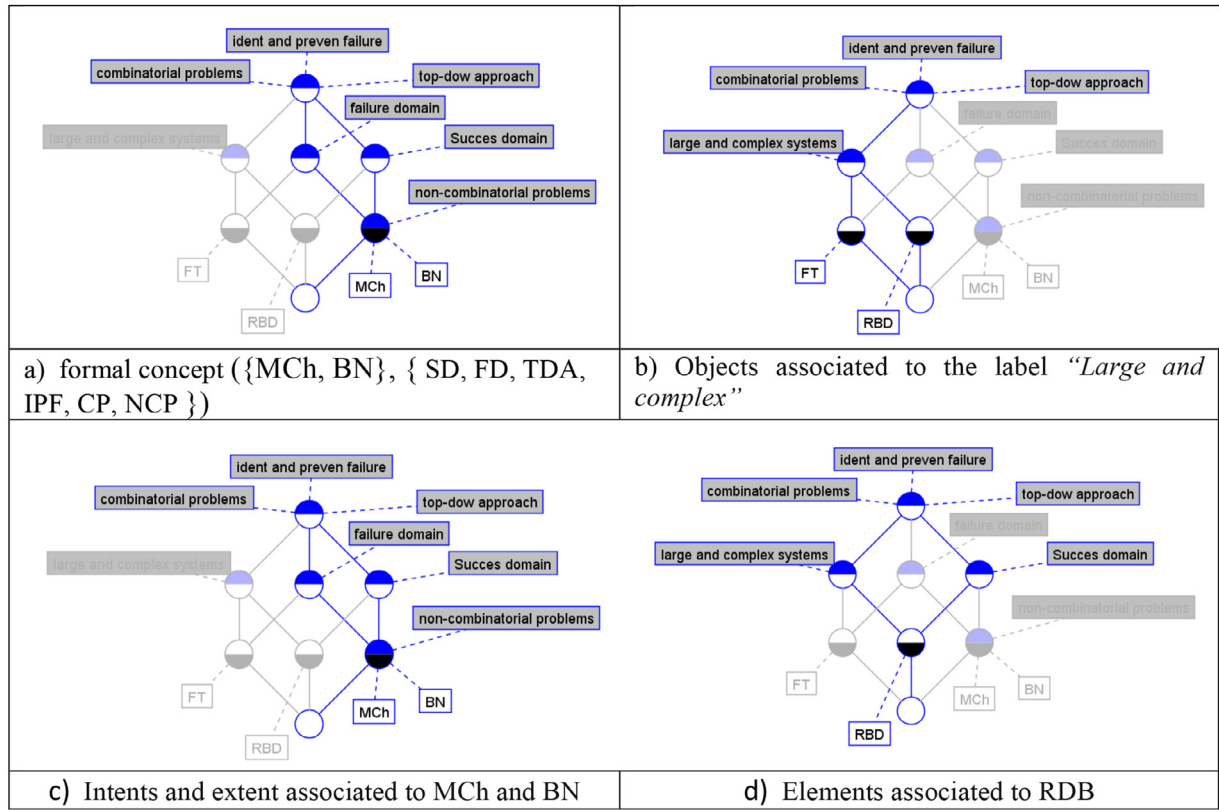 ident and preven failure
combinatorial problems
top-dow approach
failure domain
large and complex systems
Succes domain
non-combinatorial problems
FT
BN
MCh
RBD
ident and preven failure
combinatorial problems
top-dow approach
failure domain
large and complex systems
Succes domain
non-combinatorial problems
FT
BN
MCh
RBD
a) formal concept ({MCh, BN}, { SD, FD, TDA,
IPF, CP, NCP })
b) Objects associated to the label “Large and
complex”
ident and preven failure
combinatorial problems
top-dow approach
failure domain
large and complex systems
Succes domain
non-combinatorial problems
FT
BN
MCh
RBD
ident and preven failure
combinatorial problems
top-dow approach
failure domain
large and complex systems
Succes domain
non-combinatorial problems
FT
BN
MCh
RBD
c) Intents and extent associated to MCh and BN
d) Elements associated to RDB